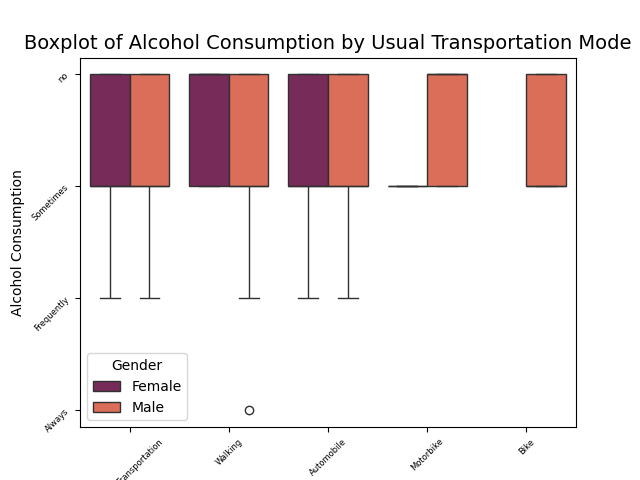 Boxplot of Alcohol Consumption by Usual Transportation Mode
Alcohol Consumption
no
Sometimes
Frequently
Always
Gender
Female
Male
Transportation
Walking
Automobile
Motorbike
Bike